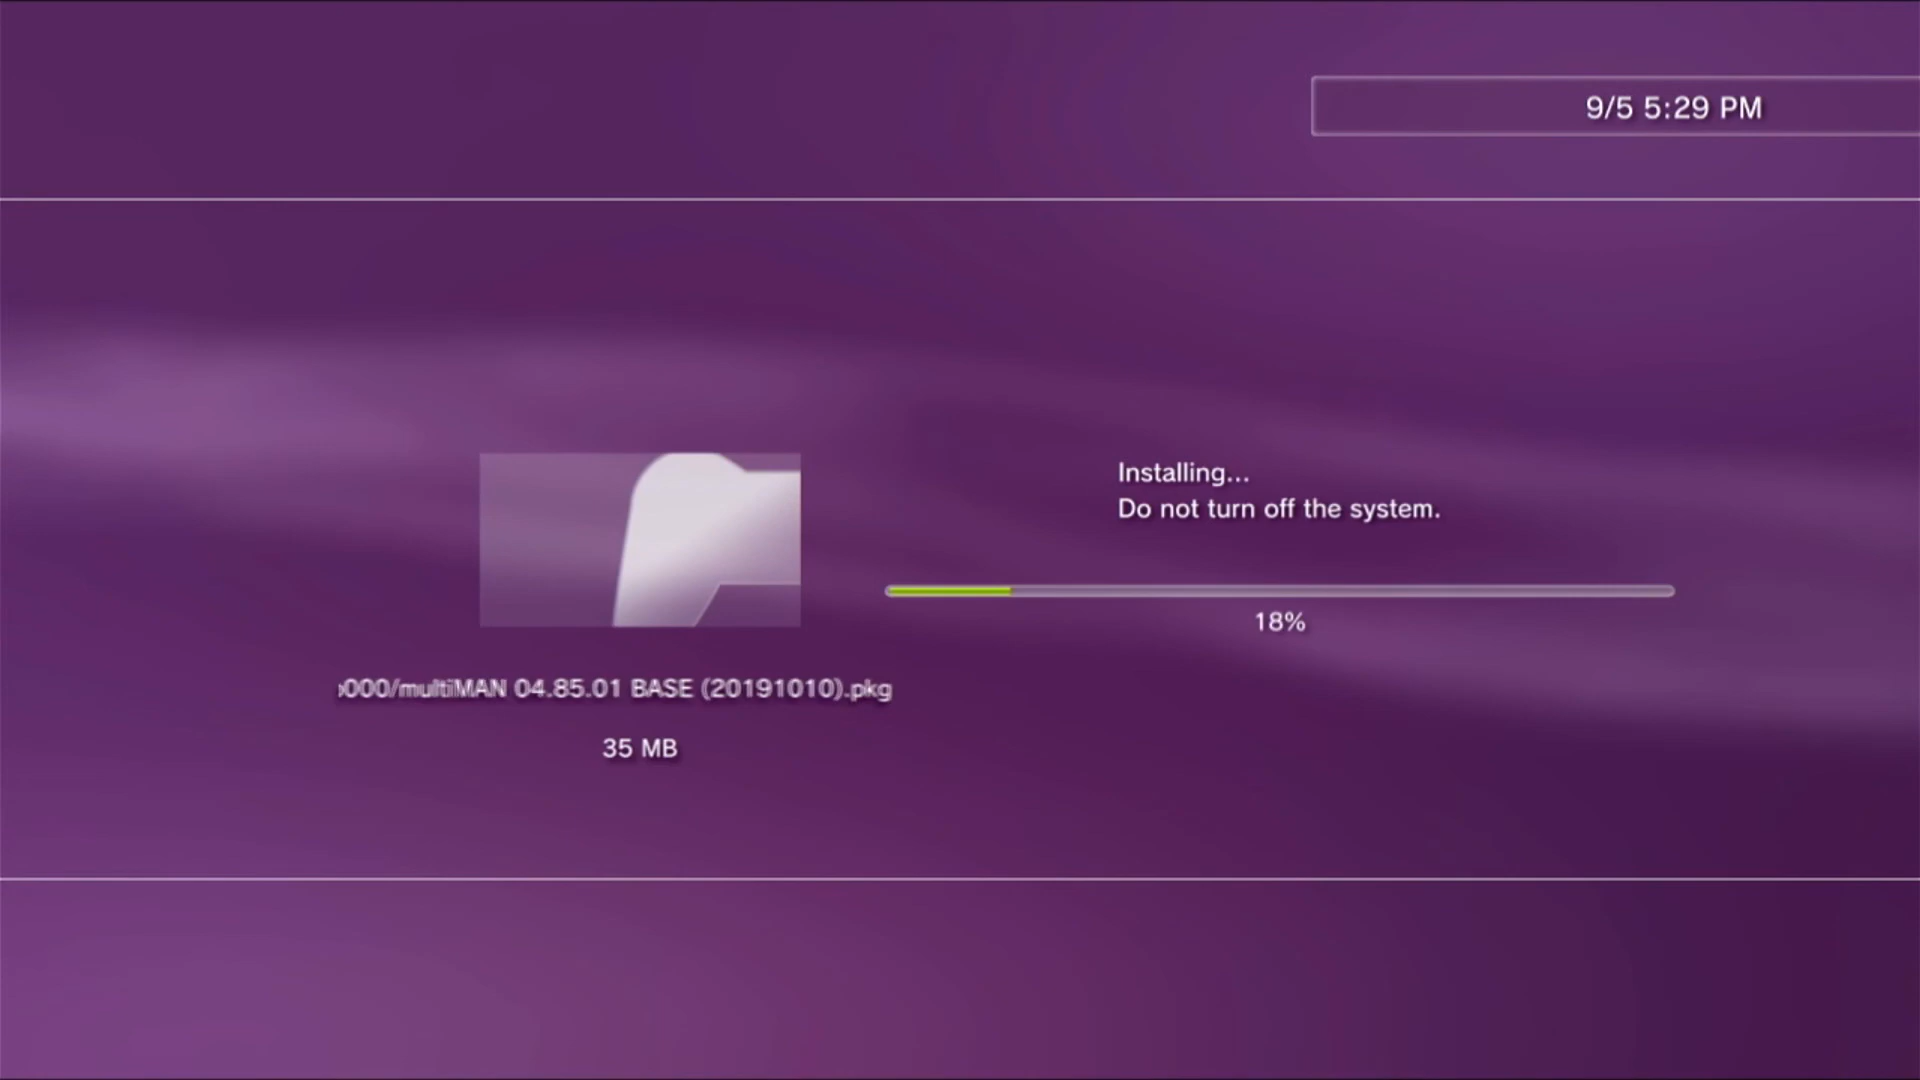 9/5 5:29 PM
Installing...
Do not turn off the system.
18%
000/multiMAN 04.85.01 BASE (20191010).pkg
35 MB